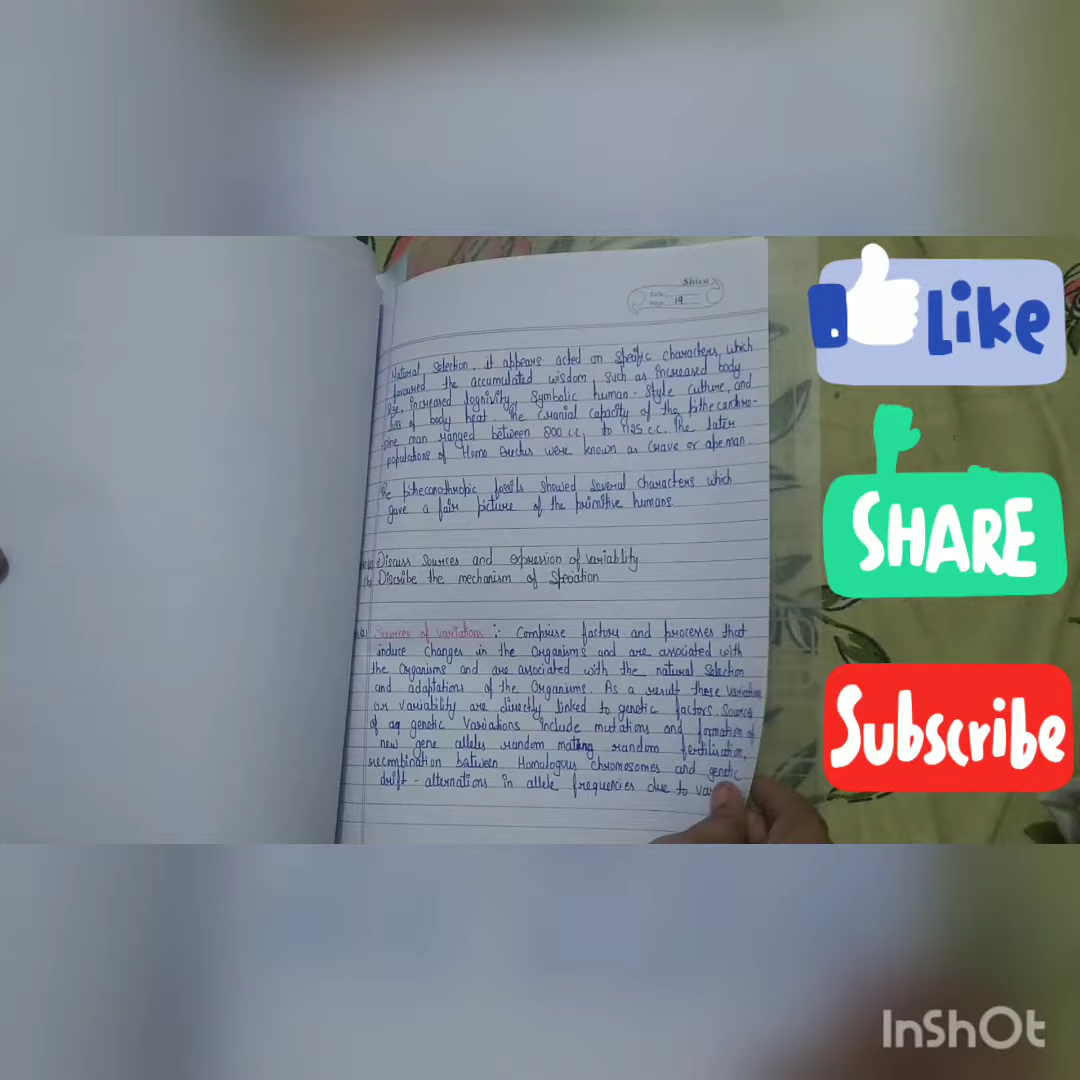 Shiva
Date
Page 19
Natural Selection, it appears acted on specific characters, which
favoured the accumulated wisdom such as increased body
size, increased cognivity, Symbolic human-style culture, and
loss of body heat. The cranial capacity of the pithecanthro-
-pine man ranged between 800 cc, to 1125 c.c. The later
populations of Homo Erectus were known as Crave or apeman
The pithecanothropic fossils showed several characters which
gave a fair picture of the primitive humans.
Discuss Sources and expression of variablity
Discribe the mechanism of Speciation
Sources of variations :- Comprise factors and processes that
induce changes in the Organisms and are associated with
the Organisms and are associated with the natural selection
and adaptations of the Organisms. As a result these variations
or variability are directly linked to genetic factors. Sources
of genetic variations include mutations and formation of
new gene alleles random mating random fertilisation,
recombination between Homologous chromosomes and genetic
drift - alternations in allele frequencies due to
Like
SHARE
Subscribe
InShOt